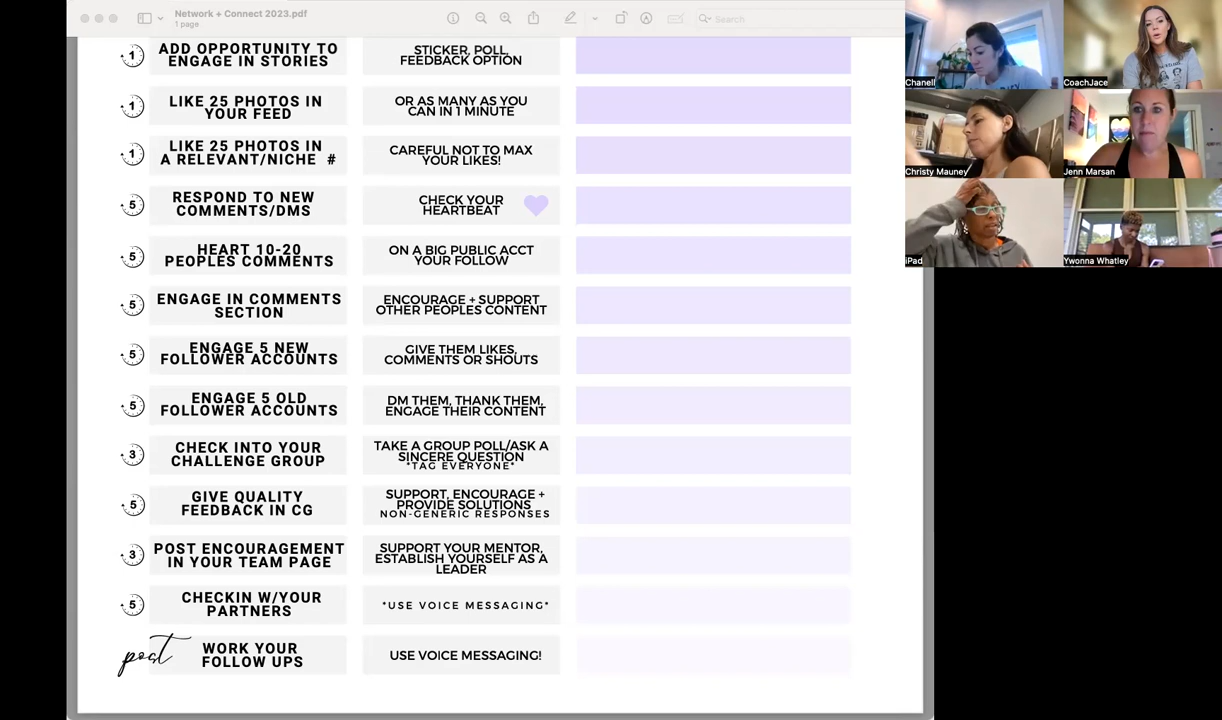 Network + Connect 2023.pdf
1 page
Search
1
ADD OPPORTUNITY TO
ENGAGE IN STORIES
STICKER, POLL,
FEEDBACK OPTION
1
LIKE 25 PHOTOS IN
YOUR FEED
OR AS MANY AS YOU
CAN IN 1 MINUTE
1
LIKE 25 PHOTOS IN
A RELEVANT/NICHE #
CAREFUL NOT TO MAX
YOUR LIKES!
5
RESPOND TO NEW
COMMENTS/DMS
CHECK YOUR
HEARTBEAT
5
HEART 10-20
PEOPLES COMMENTS
ON A BIG PUBLIC ACCT
YOUR FOLLOW
5
ENGAGE IN COMMENTS
SECTION
ENCOURAGE + SUPPORT
OTHER PEOPLES CONTENT
5
ENGAGE 5 NEW
FOLLOWER ACCOUNTS
GIVE THEM LIKES,
COMMENTS OR SHOUTS
5
ENGAGE 5 OLD
FOLLOWER ACCOUNTS
DM THEM, THANK THEM,
ENGAGE THEIR CONTENT
3
CHECK INTO YOUR
CHALLENGE GROUP
TAKE A GROUP POLL/ASK A
SINCERE QUESTION
*TAG EVERYONE*
5
GIVE QUALITY
FEEDBACK IN CG
SUPPORT, ENCOURAGE +
PROVIDE SOLUTIONS
NON-GENERIC RESPONSES
3
POST ENCOURAGEMENT
IN YOUR TEAM PAGE
SUPPORT YOUR MENTOR,
ESTABLISH YOURSELF AS A
LEADER
5
CHECKIN W/YOUR
PARTNERS
*USE VOICE MESSAGING*
post
WORK YOUR
FOLLOW UPS
USE VOICE MESSAGING!
Chanell
CoachJace
Christy Mauney
Jenn Marsan
iPad
Ywonna Whatley